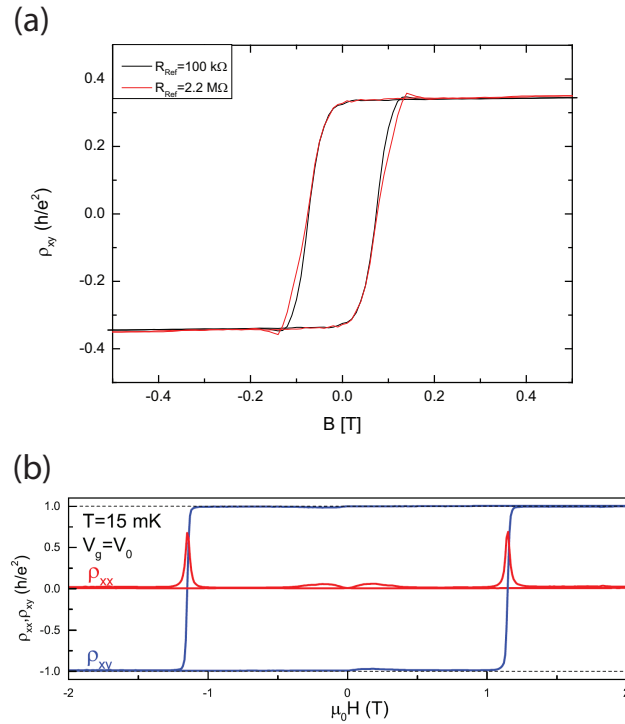 (a)
R_Ref=100 kΩ
R_Ref=2.2 MΩ
0.4
0.2
0.0
-0.2
-0.4
ρ_xy (h/e²)
-0.4
-0.2
0.0
0.2
0.4
B [T]
(b)
T=15 mK
V_g=V_0
ρ_xx
ρ_xy
1.0
0.5
0.0
-0.5
-1.0
ρ_xx,ρ_xy (h/e²)
-2
-1
0
1
2
μ_0H (T)